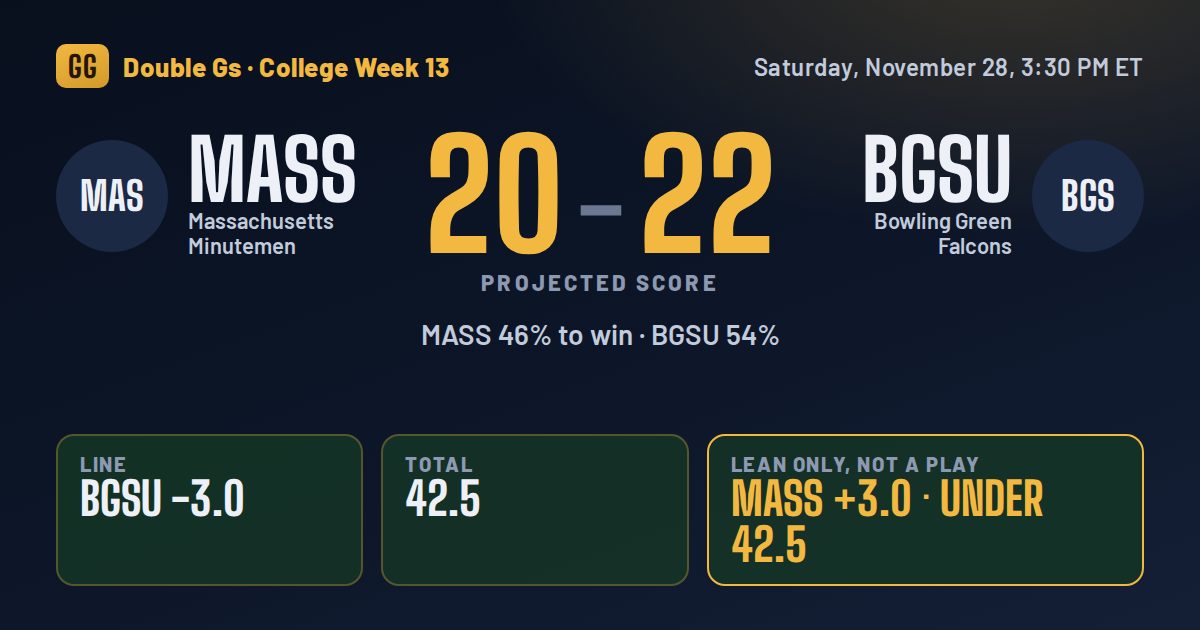 GG
Double Gs · College Week 13
Saturday, November 28, 3:30 PM ET
MAS
MASS
Massachusetts
Minutemen
20 – 22
PROJECTED SCORE
MASS 46% to win · BGSU 54%
BGSU
Bowling Green
Falcons
BGS
LINE
BGSU −3.0
TOTAL
42.5
LEAN ONLY, NOT A PLAY
MASS +3.0 · UNDER
42.5